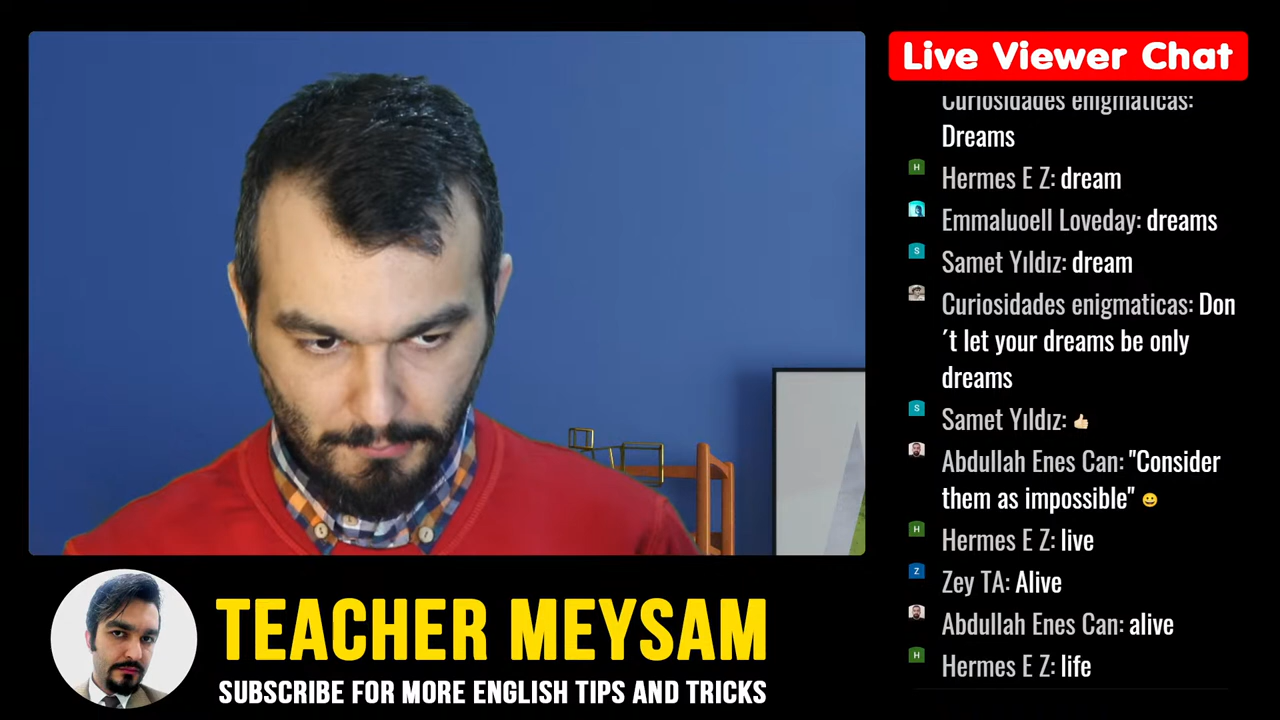 Live Viewer Chat
Curiosidades enigmaticas:
Dreams
H
Hermes E Z: dream
Emmaluoell Loveday: dreams
S
Samet Yıldız: dream
Curiosidades enigmaticas: Don
´t let your dreams be only
dreams
S
Samet Yıldız: 👍🏻
Abdullah Enes Can: "Consider
them as impossible" 😀
H
Hermes E Z: live
Z
Zey TA: Alive
Abdullah Enes Can: alive
H
Hermes E Z: life
TEACHER MEYSAM
SUBSCRIBE FOR MORE ENGLISH TIPS AND TRICKS